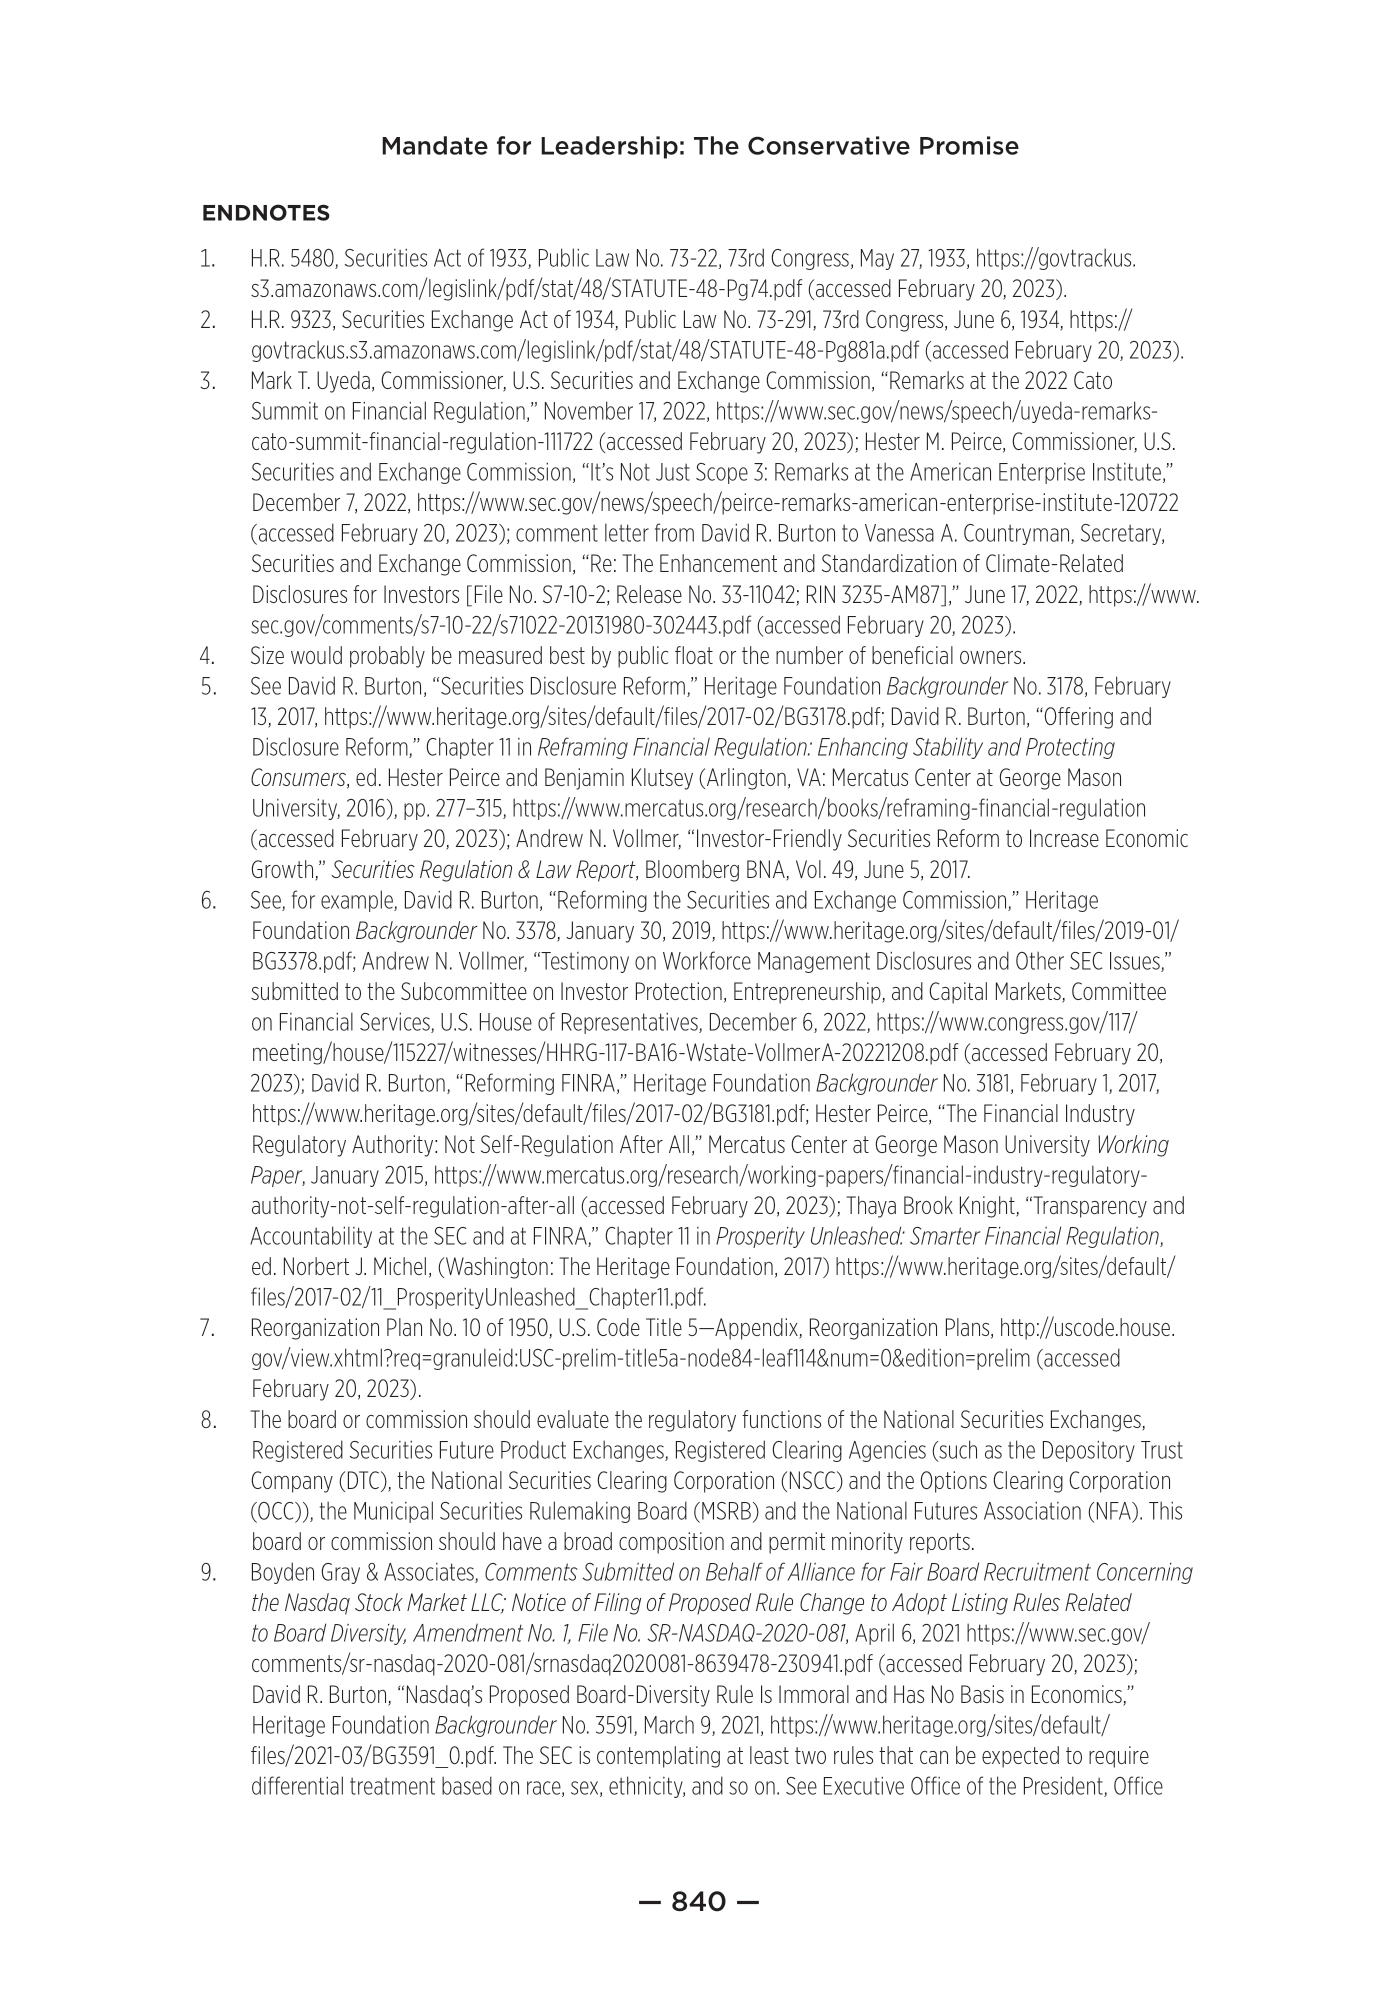 Mandate for Leadership: The Conservative Promise
ENDNOTES
1. H.R. 5480, Securities Act of 1933, Public Law No. 73-22, 73rd Congress, May 27, 1933, https://govtrackus.
s3.amazonaws.com/legislink/pdf/stat/48/STATUTE-48-Pg74.pdf (accessed February 20, 2023).
2. H.R. 9323, Securities Exchange Act of 1934, Public Law No. 73-291, 73rd Congress, June 6, 1934, https://
govtrackus.s3.amazonaws.com/legislink/pdf/stat/48/STATUTE-48-Pg881a.pdf (accessed February 20, 2023).
3. Mark T. Uyeda, Commissioner, U.S. Securities and Exchange Commission, “Remarks at the 2022 Cato
Summit on Financial Regulation,” November 17, 2022, https://www.sec.gov/news/speech/uyeda-remarks-
cato-summit-financial-regulation-111722 (accessed February 20, 2023); Hester M. Peirce, Commissioner, U.S.
Securities and Exchange Commission, “It’s Not Just Scope 3: Remarks at the American Enterprise Institute,”
December 7, 2022, https://www.sec.gov/news/speech/peirce-remarks-american-enterprise-institute-120722
(accessed February 20, 2023); comment letter from David R. Burton to Vanessa A. Countryman, Secretary,
Securities and Exchange Commission, “Re: The Enhancement and Standardization of Climate-Related
Disclosures for Investors [File No. S7-10-2; Release No. 33-11042; RIN 3235-AM87],” June 17, 2022, https://www.
sec.gov/comments/s7-10-22/s71022-20131980-302443.pdf (accessed February 20, 2023).
4. Size would probably be measured best by public float or the number of beneficial owners.
5. See David R. Burton, “Securities Disclosure Reform,” Heritage Foundation Backgrounder No. 3178, February
13, 2017, https://www.heritage.org/sites/default/files/2017-02/BG3178.pdf; David R. Burton, “Offering and
Disclosure Reform,” Chapter 11 in Reframing Financial Regulation: Enhancing Stability and Protecting
Consumers, ed. Hester Peirce and Benjamin Klutsey (Arlington, VA: Mercatus Center at George Mason
University, 2016), pp. 277–315, https://www.mercatus.org/research/books/reframing-financial-regulation
(accessed February 20, 2023); Andrew N. Vollmer, “Investor-Friendly Securities Reform to Increase Economic
Growth,” Securities Regulation & Law Report, Bloomberg BNA, Vol. 49, June 5, 2017.
6. See, for example, David R. Burton, “Reforming the Securities and Exchange Commission,” Heritage
Foundation Backgrounder No. 3378, January 30, 2019, https://www.heritage.org/sites/default/files/2019-01/
BG3378.pdf; Andrew N. Vollmer, “Testimony on Workforce Management Disclosures and Other SEC Issues,”
submitted to the Subcommittee on Investor Protection, Entrepreneurship, and Capital Markets, Committee
on Financial Services, U.S. House of Representatives, December 6, 2022, https://www.congress.gov/117/
meeting/house/115227/witnesses/HHRG-117-BA16-Wstate-VollmerA-20221208.pdf (accessed February 20,
2023); David R. Burton, “Reforming FINRA,” Heritage Foundation Backgrounder No. 3181, February 1, 2017,
https://www.heritage.org/sites/default/files/2017-02/BG3181.pdf; Hester Peirce, “The Financial Industry
Regulatory Authority: Not Self-Regulation After All,” Mercatus Center at George Mason University Working
Paper, January 2015, https://www.mercatus.org/research/working-papers/financial-industry-regulatory-
authority-not-self-regulation-after-all (accessed February 20, 2023); Thaya Brook Knight, “Transparency and
Accountability at the SEC and at FINRA,” Chapter 11 in Prosperity Unleashed: Smarter Financial Regulation,
ed. Norbert J. Michel, (Washington: The Heritage Foundation, 2017) https://www.heritage.org/sites/default/
files/2017-02/11_ProsperityUnleashed_Chapter11.pdf.
7. Reorganization Plan No. 10 of 1950, U.S. Code Title 5—Appendix, Reorganization Plans, http://uscode.house.
gov/view.xhtml?req=granuleid:USC-prelim-title5a-node84-leaf114&num=0&edition=prelim (accessed
February 20, 2023).
8. The board or commission should evaluate the regulatory functions of the National Securities Exchanges,
Registered Securities Future Product Exchanges, Registered Clearing Agencies (such as the Depository Trust
Company (DTC), the National Securities Clearing Corporation (NSCC) and the Options Clearing Corporation
(OCC)), the Municipal Securities Rulemaking Board (MSRB) and the National Futures Association (NFA). This
board or commission should have a broad composition and permit minority reports.
9. Boyden Gray & Associates, Comments Submitted on Behalf of Alliance for Fair Board Recruitment Concerning
the Nasdaq Stock Market LLC; Notice of Filing of Proposed Rule Change to Adopt Listing Rules Related
to Board Diversity, Amendment No. 1, File No. SR-NASDAQ-2020-081, April 6, 2021 https://www.sec.gov/
comments/sr-nasdaq-2020-081/srnasdaq2020081-8639478-230941.pdf (accessed February 20, 2023);
David R. Burton, “Nasdaq’s Proposed Board-Diversity Rule Is Immoral and Has No Basis in Economics,”
Heritage Foundation Backgrounder No. 3591, March 9, 2021, https://www.heritage.org/sites/default/
files/2021-03/BG3591_0.pdf. The SEC is contemplating at least two rules that can be expected to require
differential treatment based on race, sex, ethnicity, and so on. See Executive Office of the President, Office
— 840 —